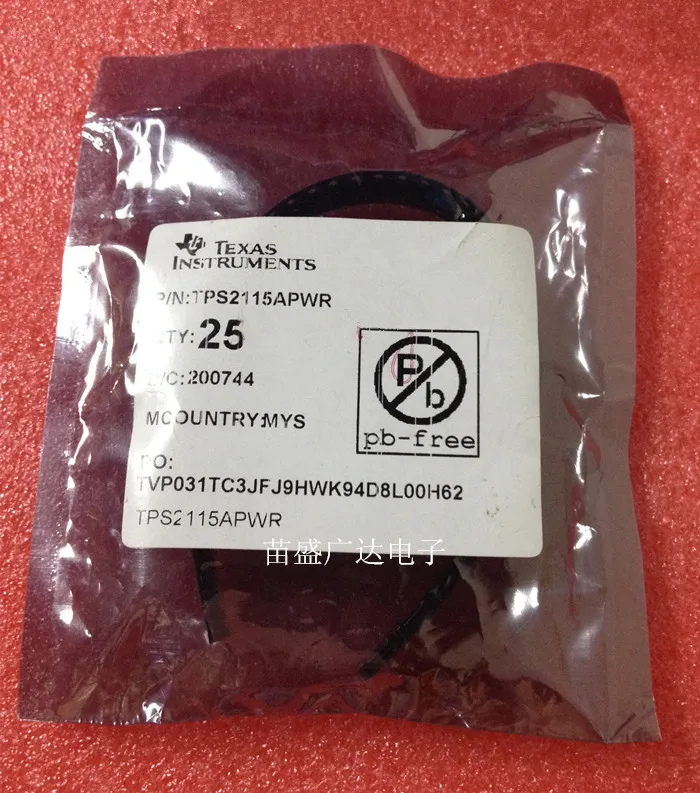 TEXAS
INSTRUMENTS
P/N:TPS2115APWR
QTY: 25
D/C:200744
MCOUNTRY:MYS
PO:
TVP031TC3JFJ9HWK94D8L00H62
TPS2115APWR
Pb
pb-free
苗盛广达电子